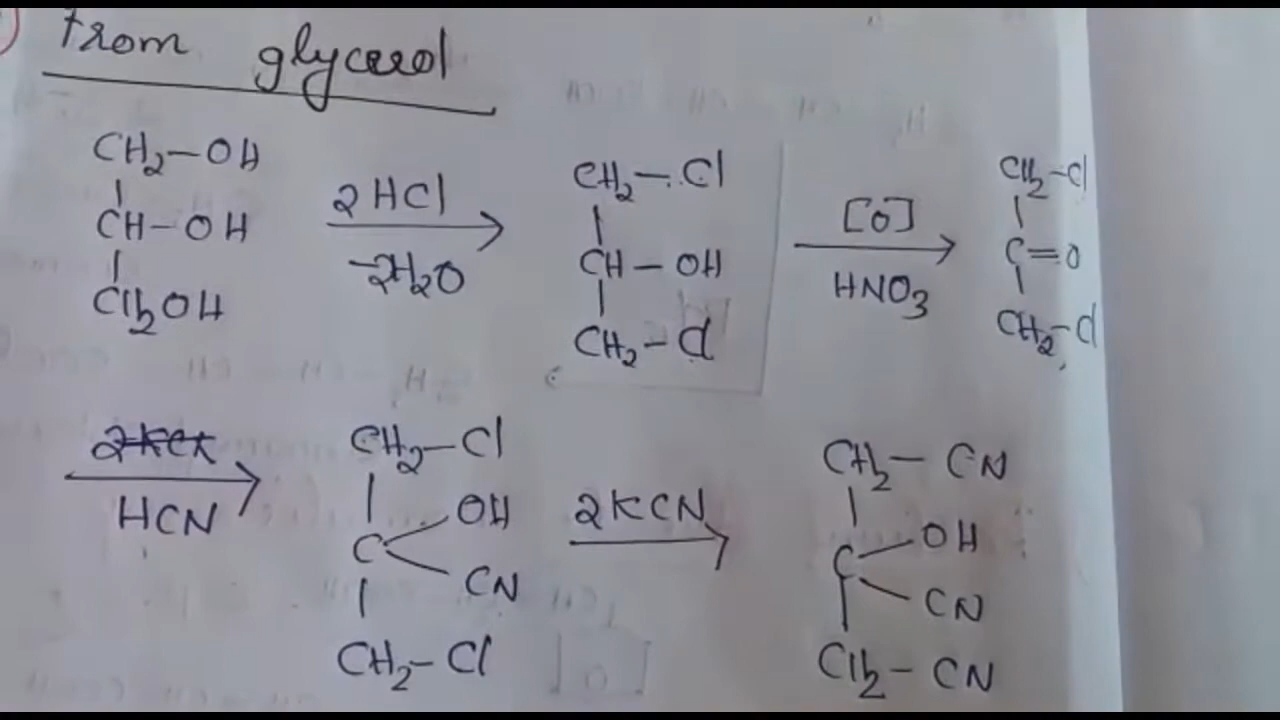 From glycerol
CH₂—OH
CH—OH
CH₂OH
2HCl
-2H₂O
CH₂—Cl
CH—OH
CH₂—Cl
[O]
HNO₃
CH₂-Cl
C=O
CH₂-Cl
HCN
CH₂—Cl
C OH
CN
CH₂-Cl
2KCN
CH₂—CN
C OH
CN
CH₂-CN